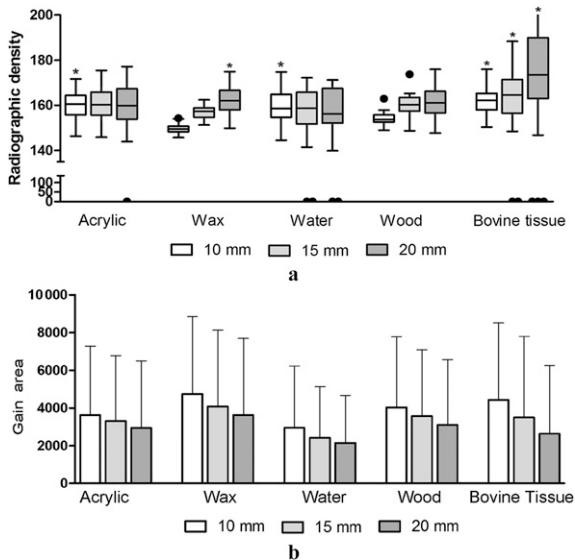 200
180
160
140
100
50
0
Radiographic density
* * * * * *
Acrylic Wax Water Wood Bovine tissue
10 mm 15 mm 20 mm
a
10000
8000
6000
4000
2000
0
Gain area
Acrylic Wax Water Wood Bovine Tissue
10 mm 15 mm 20 mm
b